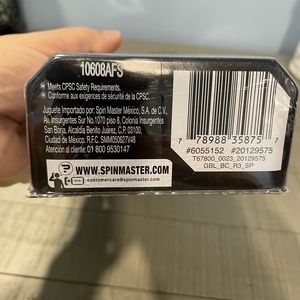 10608AFS
Meets CPSC Safety Requirements.
Conforme aux exigences de sécurité de la CPSC.
Juguete Importado por: Spin Master México, S.A. de C.V.,
Av. Insurgentes Sur No.1070 piso 8, Colonia Insurgentes
San Borja, Alcaldía Benito Juárez, C.P. 03100,
Ciudad de México. R.F.C. SMM050627V48
Atención al cliente: 01 800 9530147
WWW.SPINMASTER.COM
customercare@spinmaster.com
7 78988 35875 7
#6055152 #20129575
T67800_0023_20129575
GBL_BC_R3_SP